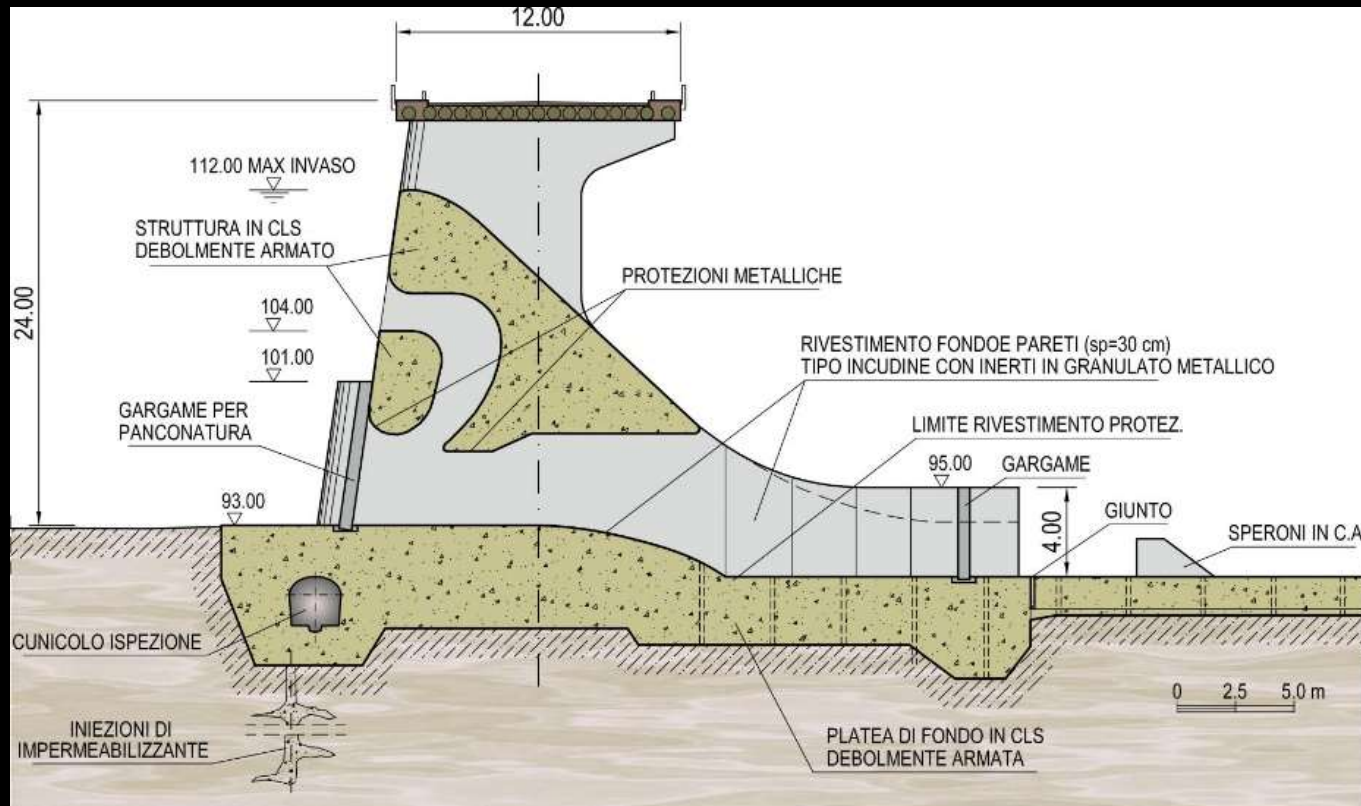 12.00
24.00
112.00 MAX INVASO
STRUTTURA IN CLS
DEBOLMENTE ARMATO
PROTEZIONI METALLICHE
104.00
101.00
RIVESTIMENTO FONDOE PARETI (sp=30 cm)
TIPO INCUDINE CON INERTI IN GRANULATO METALLICO
GARGAME PER
PANCONATURA
LIMITE RIVESTIMENTO PROTEZ.
95.00
GARGAME
93.00
4.00
GIUNTO
SPERONI IN C.A
CUNICOLO ISPEZIONE
0 2.5 5.0 m
INIEZIONI DI
IMPERMEABILIZZANTE
PLATEA DI FONDO IN CLS
DEBOLMENTE ARMATA